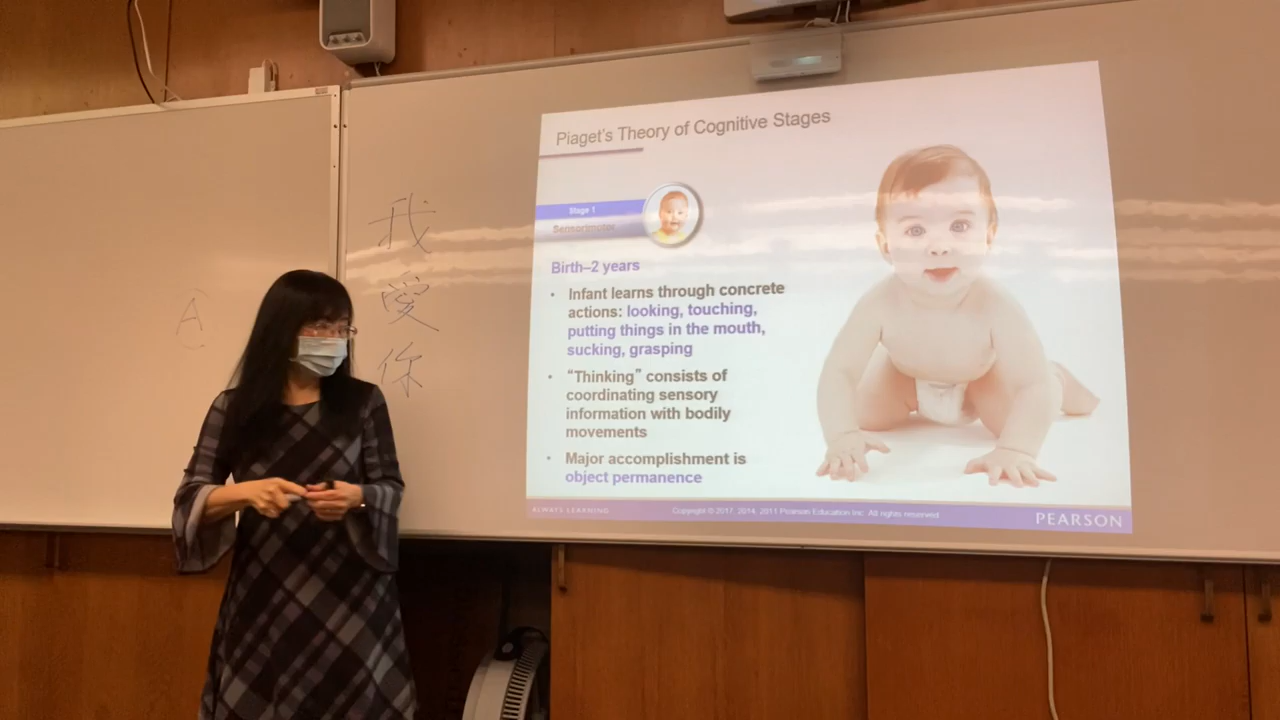 A
我
愛
你
Piaget's Theory of Cognitive Stages
Stage 1
Sensorimotor
Birth–2 years
• Infant learns through concrete
actions: looking, touching,
putting things in the mouth,
sucking, grasping
• “Thinking” consists of
coordinating sensory
information with bodily
movements
• Major accomplishment is
object permanence
ALWAYS LEARNING
Copyright © 2017, 2014, 2011 Pearson Education Inc. All rights reserved
PEARSON